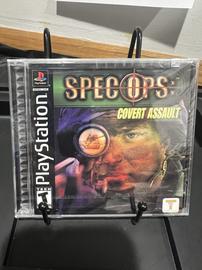 SPEC OPS:
COVERT ASSAULT
PlayStation